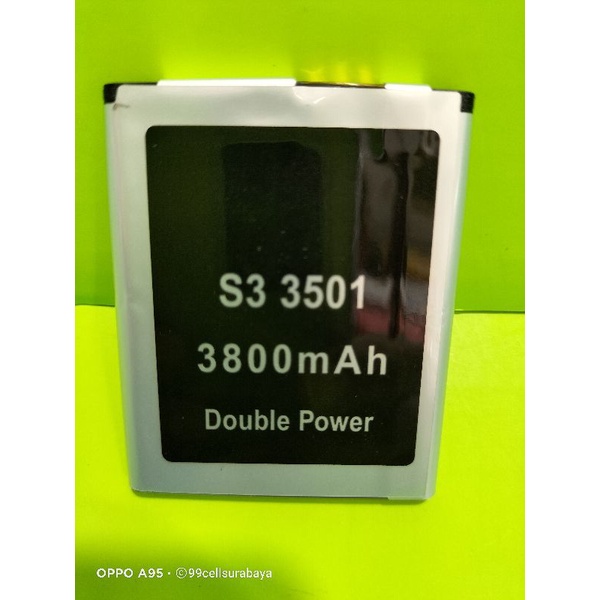 S3 3501
3800mAh
Double Power
OPPO A95 · ©99cellsurabaya